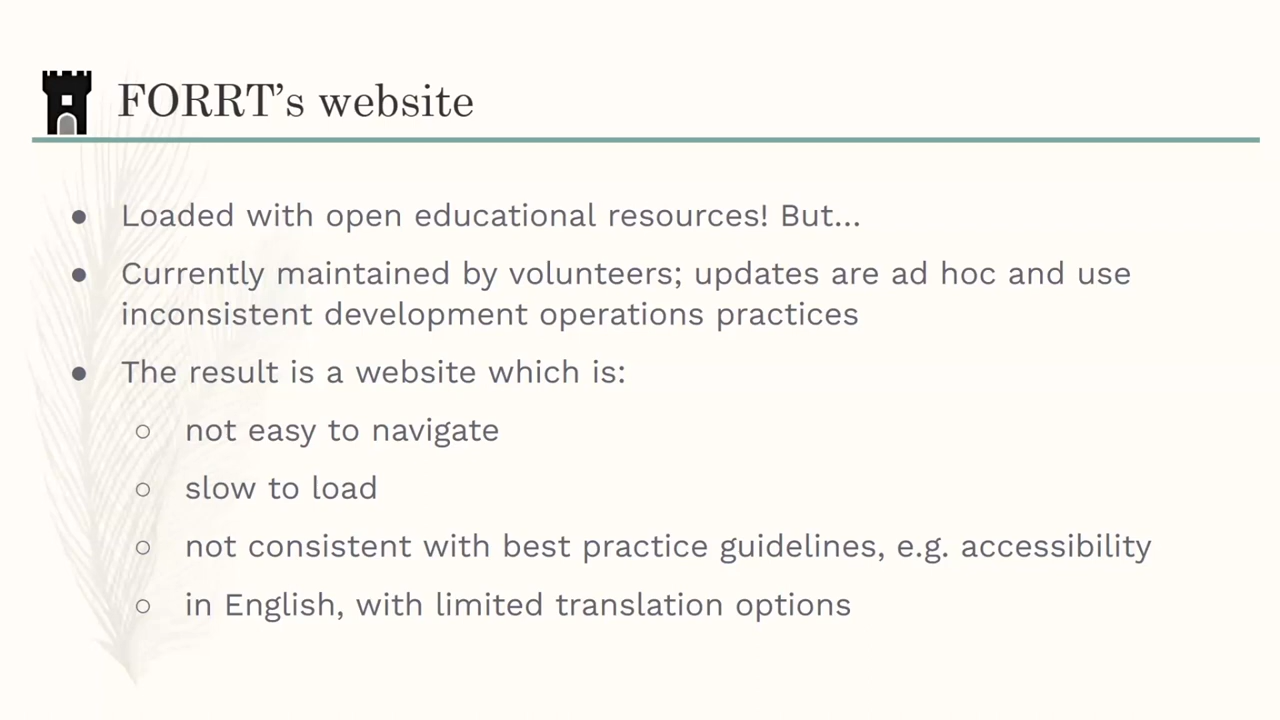 FORRT’s website
● Loaded with open educational resources! But…
● Currently maintained by volunteers; updates are ad hoc and use
inconsistent development operations practices
● The result is a website which is:
○ not easy to navigate
○ slow to load
○ not consistent with best practice guidelines, e.g. accessibility
○ in English, with limited translation options